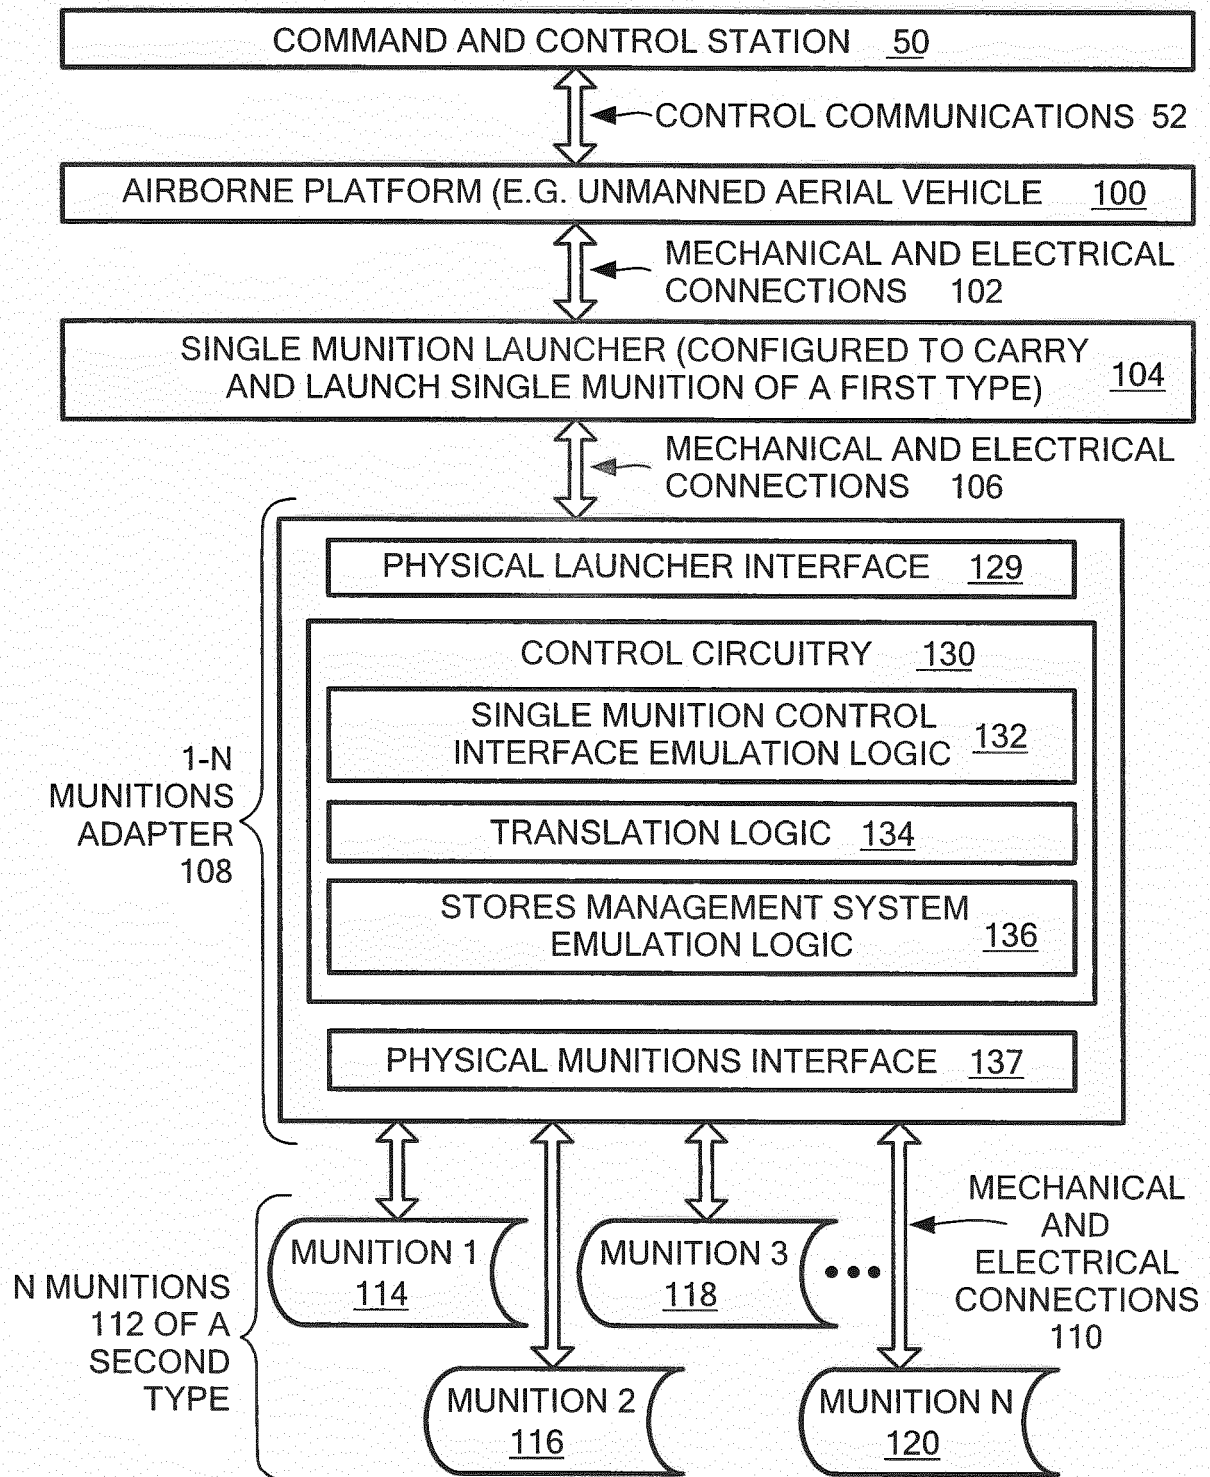 COMMAND AND CONTROL STATION 50
CONTROL COMMUNICATIONS 52
AIRBORNE PLATFORM (E.G. UNMANNED AERIAL VEHICLE 100
MECHANICAL AND ELECTRICAL
CONNECTIONS 102
SINGLE MUNITION LAUNCHER (CONFIGURED TO CARRY
AND LAUNCH SINGLE MUNITION OF A FIRST TYPE) 104
MECHANICAL AND ELECTRICAL
CONNECTIONS 106
PHYSICAL LAUNCHER INTERFACE 129
CONTROL CIRCUITRY 130
SINGLE MUNITION CONTROL
INTERFACE EMULATION LOGIC 132
1-N
MUNITIONS
ADAPTER
108
TRANSLATION LOGIC 134
STORES MANAGEMENT SYSTEM
EMULATION LOGIC 136
PHYSICAL MUNITIONS INTERFACE 137
MECHANICAL
AND
ELECTRICAL
CONNECTIONS
110
N MUNITIONS
112 OF A
SECOND
TYPE
MUNITION 1
114
MUNITION 3
118
MUNITION 2
116
MUNITION N
120